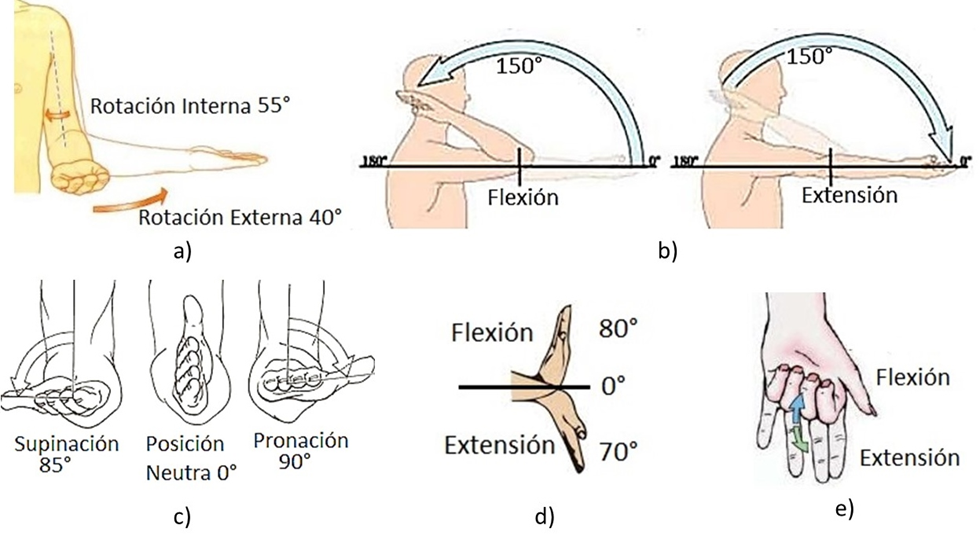 Rotación Interna 55°
Rotación Externa 40°
a)
150°
180°
0°
Flexión
150°
180°
0°
Extensión
b)
Supinación
85°
Posición
Neutra 0°
Pronación
90°
c)
Flexión
80°
0°
Extensión
70°
d)
Flexión
Extensión
e)